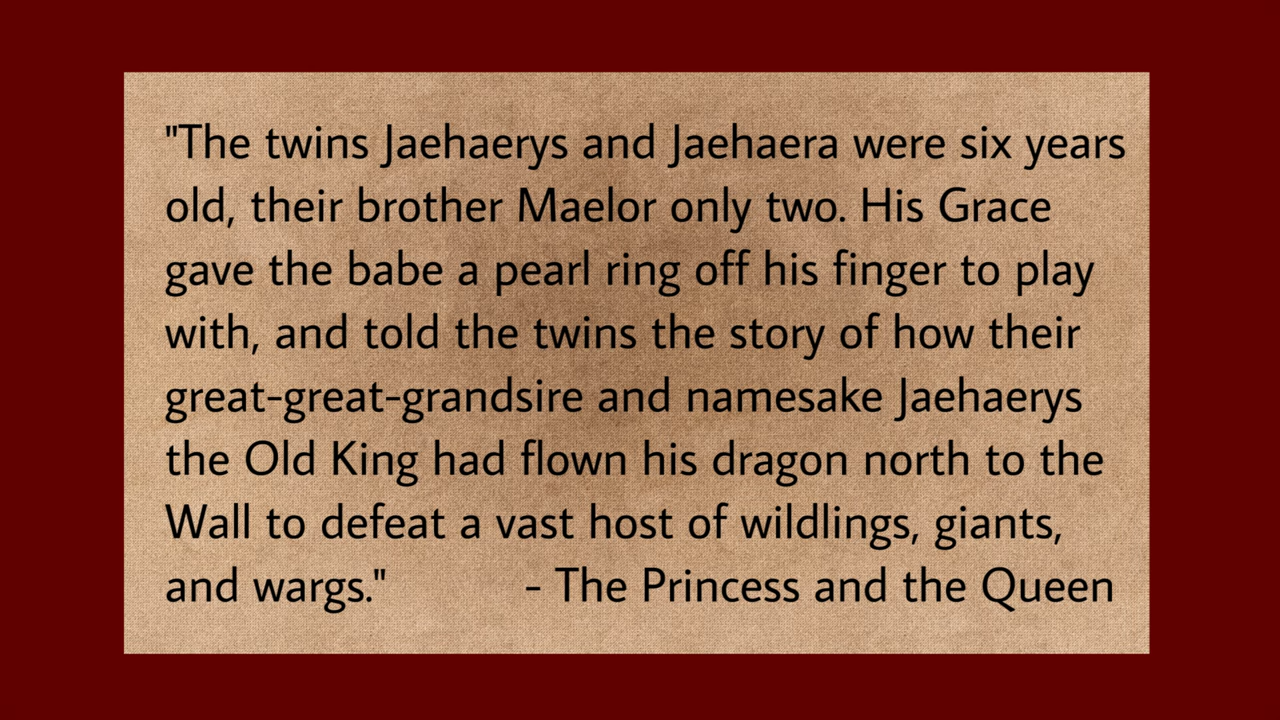 "The twins Jaehaerys and Jaehaera were six years
old, their brother Maelor only two. His Grace
gave the babe a pearl ring off his finger to play
with, and told the twins the story of how their
great-great-grandsire and namesake Jaehaerys
the Old King had flown his dragon north to the
Wall to defeat a vast host of wildlings, giants,
and wargs." - The Princess and the Queen